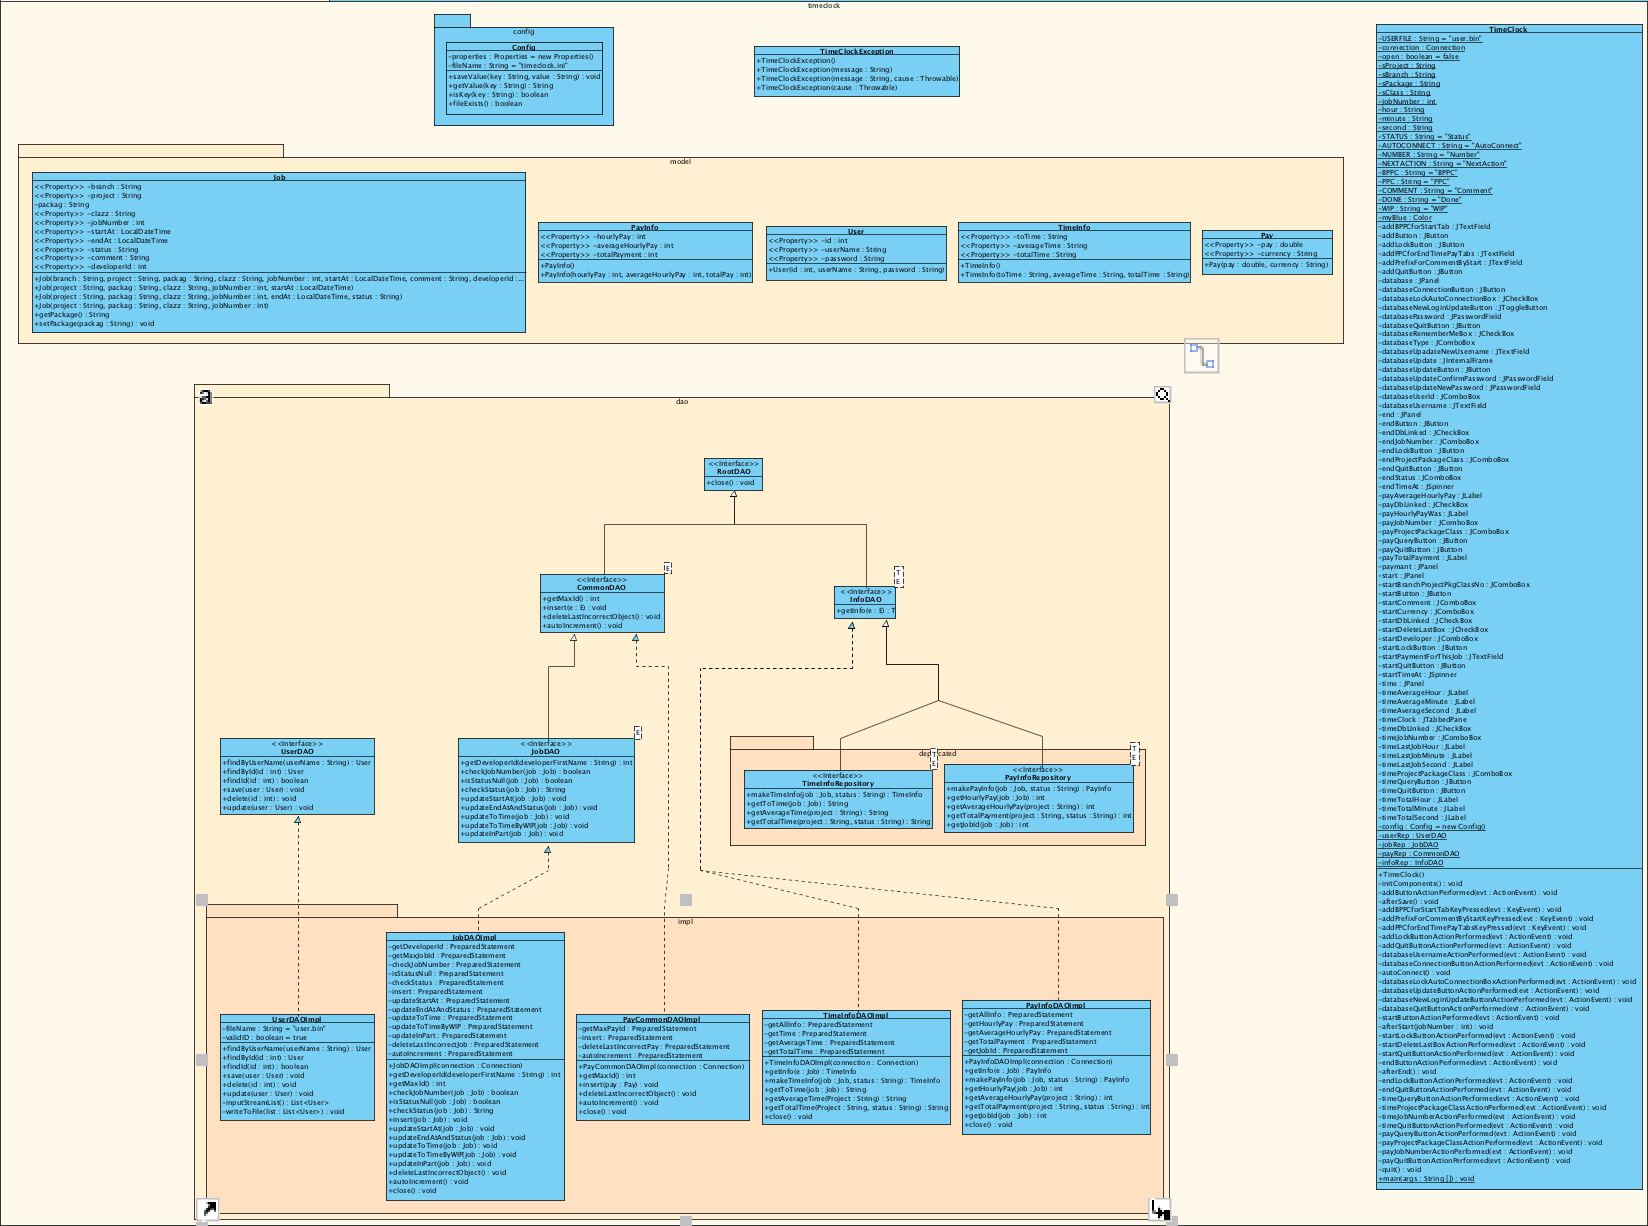 timeclock
config
Config
-properties : Properties = new Properties()
-fileName : String = "timeclock.ini"
+saveValue(key : String, value : String) : void
+getValue(key : String) : String
+isKey(key : String) : boolean
+fileExists() : boolean
TimeClockException
+TimeClockException()
+TimeClockException(message : String)
+TimeClockException(message : String, cause : Throwable)
+TimeClockException(cause : Throwable)
model
Job
<<Property>> -branch : String
<<Property>> -project : String
-packag : String
<<Property>> -clazz : String
<<Property>> -jobNumber : int
<<Property>> -startAt : LocalDateTime
<<Property>> -endAt : LocalDateTime
<<Property>> -status : String
<<Property>> -comment : String
<<Property>> -developerId : int
+Job(branch : String, project : String, packag : String, clazz : String, jobNumber : int, startAt : LocalDateTime, comment : String, developerId :...
+Job(project : String, packag : String, clazz : String, jobNumber : int, startAt : LocalDateTime)
+Job(project : String, packag : String, clazz : String, jobNumber : int, endAt : LocalDateTime, status : String)
+Job(project : String, packag : String, clazz : String, jobNumber : int)
+getPackage() : String
+setPackage(packag : String) : void
PayInfo
<<Property>> -hourlyPay : int
<<Property>> -averageHourlyPay : int
<<Property>> -totalPayment : int
+PayInfo()
+PayInfo(hourlyPay : int, averageHourlyPay : int, totalPay : int)
User
<<Property>> -id : int
<<Property>> -userName : String
<<Property>> -password : String
+User(id : int, userName : String, password : String)
TimeInfo
<<Property>> -toTime : String
<<Property>> -averageTime : String
<<Property>> -totalTime : String
+TimeInfo()
+TimeInfo(toTime : String, averageTime : String, totalTime : String)
Pay
<<Property>> -pay : double
<<Property>> -currency : String
+Pay(pay : double, currency : String)
dao
<<Interface>>
RootDAO
+close() : void
E
<<Interface>>
CommonDAO
+getMaxId() : int
+insert(e : E) : void
+deleteLastIncorrectObject() : void
+autoIncrement() : void
T
E
<<Interface>>
InfoDAO
+getInfo(e : E) : T
<<Interface>>
UserDAO
+findByUserName(userName : String) : User
+findById(id : int) : User
+findId(id : int) : boolean
+save(user : User) : void
+delete(id : int) : void
+update(user : User) : void
E
<<Interface>>
JobDAO
+getDeveloperId(developerFirstName : String) : int
+checkJobNumber(job : Job) : boolean
+isStatusNull(job : Job) : boolean
+checkStatus(job : Job) : String
+updateStartAt(job : Job) : void
+updateEndAtAndStatus(job : Job) : void
+updateToTime(job : Job) : void
+updateToTimeByWIP(job : Job) : void
+updateInPart(job : Job) : void
T
E
<<Interface>>
TimeInfoRepository
+makeTimeInfo(job : Job, status : String) : TimeInfo
+getToTime(job : Job) : String
+getAverageTime(project : String) : String
+getTotalTime(project : String, status : String) : String
T
E
<<Interface>>
PayInfoRepository
+makePayInfo(job : Job, status : String) : PayInfo
+getHourlyPay(job : Job) : int
+getAverageHourlyPay(project : String) : int
+getTotalPayment(project : String, status : String) : int
+getJobId(job : Job) : int
impl
UserDAOImpl
-fileName : String = "user.bin"
-validID : boolean = true
+findByUserName(userName : String) : User
+findById(id : int) : User
+findId(id : int) : boolean
+save(user : User) : void
+delete(id : int) : void
+update(user : User) : void
-inputStreamList() : List<User>
-writeToFile(list : List<User>) : void
JobDAOImpl
-getDeveloperId : PreparedStatement
-getMaxJobId : PreparedStatement
-checkJobNumber : PreparedStatement
-isStatusNull : PreparedStatement
-checkStatus : PreparedStatement
-insert : PreparedStatement
-updateStartAt : PreparedStatement
-updateEndAtAndStatus : PreparedStatement
-updateToTime : PreparedStatement
-updateToTimeByWIP : PreparedStatement
-updateInPart : PreparedStatement
-deleteLastIncorrectJob : PreparedStatement
-autoIncrement : PreparedStatement
+JobDAOImpl(connection : Connection)
+getDeveloperId(developerFirstName : String) : int
+getMaxId() : int
+checkJobNumber(job : Job) : boolean
+isStatusNull(job : Job) : boolean
+checkStatus(job : Job) : String
+insert(job : Job) : void
+updateStartAt(job : Job) : void
+updateEndAtAndStatus(job : Job) : void
+updateToTime(job : Job) : void
+updateToTimeByWIP(job : Job) : void
+updateInPart(job : Job) : void
+deleteLastIncorrectObject() : void
+autoIncrement() : void
+close() : void
PayCommonDAOImpl
-getMaxPayId : PreparedStatement
-insert : PreparedStatement
-deleteLastIncorrectPay : PreparedStatement
-autoIncrement : PreparedStatement
+PayCommonDAOImpl(connection : Connection)
+getMaxId() : int
+insert(pay : Pay) : void
+deleteLastIncorrectObject() : void
+autoIncrement() : void
+close() : void
TimeInfoDAOImpl
-getAllInfo : PreparedStatement
-getTime : PreparedStatement
-getAverageTime : PreparedStatement
-getTotalTime : PreparedStatement
+TimeInfoDAOImpl(connection : Connection)
+getInfo(e : Job) : TimeInfo
+makeTimeInfo(job : Job, status : String) : TimeInfo
+getToTime(job : Job) : String
+getAverageTime(Project : String) : String
+getTotalTime(Project : String, status : String) : String
+close() : void
PayInfoDAOImpl
-getAllInfo : PreparedStatement
-getHourlyPay : PreparedStatement
-getAverageHourlyPay : PreparedStatement
-getTotalPayment : PreparedStatement
-getJobId : PreparedStatement
+PayInfoDAOImpl(connection : Connection)
+getInfo(e : Job) : PayInfo
+makePayInfo(job : Job, status : String) : PayInfo
+getHourlyPay(job : Job) : int
+getAverageHourlyPay(project : String) : int
+getTotalPayment(project : String, status : String) : int
+getJobId(job : Job) : int
+close() : void
TimeClock
-USERFILE : String = "user.bin"
-connection : Connection
-open : boolean = false
-sProject : String
-sBranch : String
-sPackage : String
-sClass : String
-jobNumber : int
-hour : String
-minute : String
-second : String
-STATUS : String = "Status"
-AUTOCONNECT : String = "AutoConnect"
-NUMBER : String = "Number"
-NEXTACTION : String = "NextAction"
-BPPC : String = "BPPC"
-PPC : String = "PPC"
-COMMENT : String = "Comment"
-DONE : String = "Done"
-WIP : String = "WIP"
-myBlue : Color
-addBPPCforStartTab : JTextField
-addButton : JButton
-addLockButton : JButton
-addPPCforEndTimePayTabs : JTextField
-addPrefixForCommentByStart : JTextField
-addQuitButton : JButton
-database : JPanel
-databaseConnectionButton : JButton
-databaseLockAutoConnectionBox : JCheckBox
-databaseNewLoginUpdateButton : JToggleButton
-databasePassword : JPasswordField
-databaseQuitButton : JButton
-databaseRememberMeBox : JCheckBox
-databaseType : JComboBox
-databaseUpadateNewUsername : JTextField
-databaseUpdate : JInternalFrame
-databaseUpdateButton : JButton
-databaseUpdateConfirmPassword : JPasswordField
-databaseUpdateNewPassword : JPasswordField
-databaseUserId : JComboBox
-databaseUsername : JTextField
-end : JPanel
-endButton : JButton
-endDbLinked : JCheckBox
-endJobNumber : JComboBox
-endLockButton : JButton
-endProjectPackageClass : JComboBox
-endQuitButton : JButton
-endStatus : JComboBox
-endTimeAt : JSpinner
-payAverageHourlyPay : JLabel
-payDbLinked : JCheckBox
-payHourlyPayWas : JLabel
-payJobNumber : JComboBox
-payProjectPackageClass : JComboBox
-payQueryButton : JButton
-payQuitButton : JButton
-payTotalPayment : JLabel
-paymant : JPanel
-start : JPanel
-startBranchProjectPkgClassNo : JComboBox
-startButton : JButton
-startComment : JComboBox
-startCurrency : JComboBox
-startDbLinked : JCheckBox
-startDeleteLastBox : JCheckBox
-startDeveloper : JComboBox
-startLockButton : JButton
-startPaymentForThisJob : JTextField
-startQuitButton : JButton
-startTimeAt : JSpinner
-time : JPanel
-timeAverageHour : JLabel
-timeAverageMinute : JLabel
-timeAverageSecond : JLabel
-timeClock : JTabbedPane
-timeDbLinked : JCheckBox
-timeJobNumber : JComboBox
-timeLastJobHour : JLabel
-timeLastJobMinute : JLabel
-timeLastJobSecond : JLabel
-timeProjectPackageClass : JComboBox
-timeQueryButton : JButton
-timeQuitButton : JButton
-timeTotalHour : JLabel
-timeTotalMinute : JLabel
-timeTotalSecond : JLabel
-config : Config = new Config()
-userRep : UserDAO
-jobRep : JobDAO
-payRep : CommonDAO
-infoRep : InfoDAO
+TimeClock()
-initComponents() : void
-addButtonActionPerformed(evt : ActionEvent) : void
-afterSave() : void
-addBPPCforStartTabKeyPressed(evt : KeyEvent) : void
-addPrefixForCommentByStartKeyPressed(evt : KeyEvent) : void
-addPPCforEndTimePayTabsKeyPressed(evt : KeyEvent) : void
-addLockButtonActionPerformed(evt : ActionEvent) : void
-addQuitButtonActionPerformed(evt : ActionEvent) : void
-databaseUsernameActionPerformed(evt : ActionEvent) : void
-databaseConnectionButtonActionPerformed(evt : ActionEvent) : void
-autoConnect() : void
-databaseLockAutoConnectionBoxActionPerformed(evt : ActionEvent) : void
-databaseUpdateButtonActionPerformed(evt : ActionEvent) : void
-databaseNewLoginUpdateButtonActionPerformed(evt : ActionEvent) : void
-databaseQuitButtonActionPerformed(evt : ActionEvent) : void
-startButtonActionPerformed(evt : ActionEvent) : void
-afterStart(jobNumber : int) : void
-startLockButtonActionPerformed(evt : ActionEvent) : void
-startDeleteLastBoxActionPerformed(evt : ActionEvent) : void
-startQuitButtonActionPerformed(evt : ActionEvent) : void
-endButtonActionPerformed(evt : ActionEvent) : void
-afterEnd() : void
-endLockButtonActionPerformed(evt : ActionEvent) : void
-endQuitButtonActionPerformed(evt : ActionEvent) : void
-timeQueryButtonActionPerformed(evt : ActionEvent) : void
-timeProjectPackageClassActionPerformed(evt : ActionEvent) : void
-timeJobNumberActionPerformed(evt : ActionEvent) : void
-timeQuitButtonActionPerformed(evt : ActionEvent) : void
-payQueryButtonActionPerformed(evt : ActionEvent) : void
-payProjectPackageClassActionPerformed(evt : ActionEvent) : void
-payJobNumberActionPerformed(evt : ActionEvent) : void
-payQuitButtonActionPerformed(evt : ActionEvent) : void
-quit() : void
+main(args : String []) : void